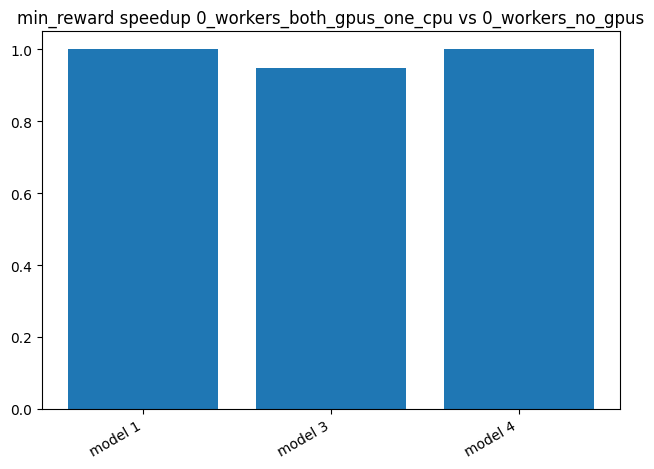 min_reward speedup 0_workers_both_gpus_one_cpu vs 0_workers_no_gpus
1.0
0.8
0.6
0.4
0.2
0.0
model 1
model 3
model 4